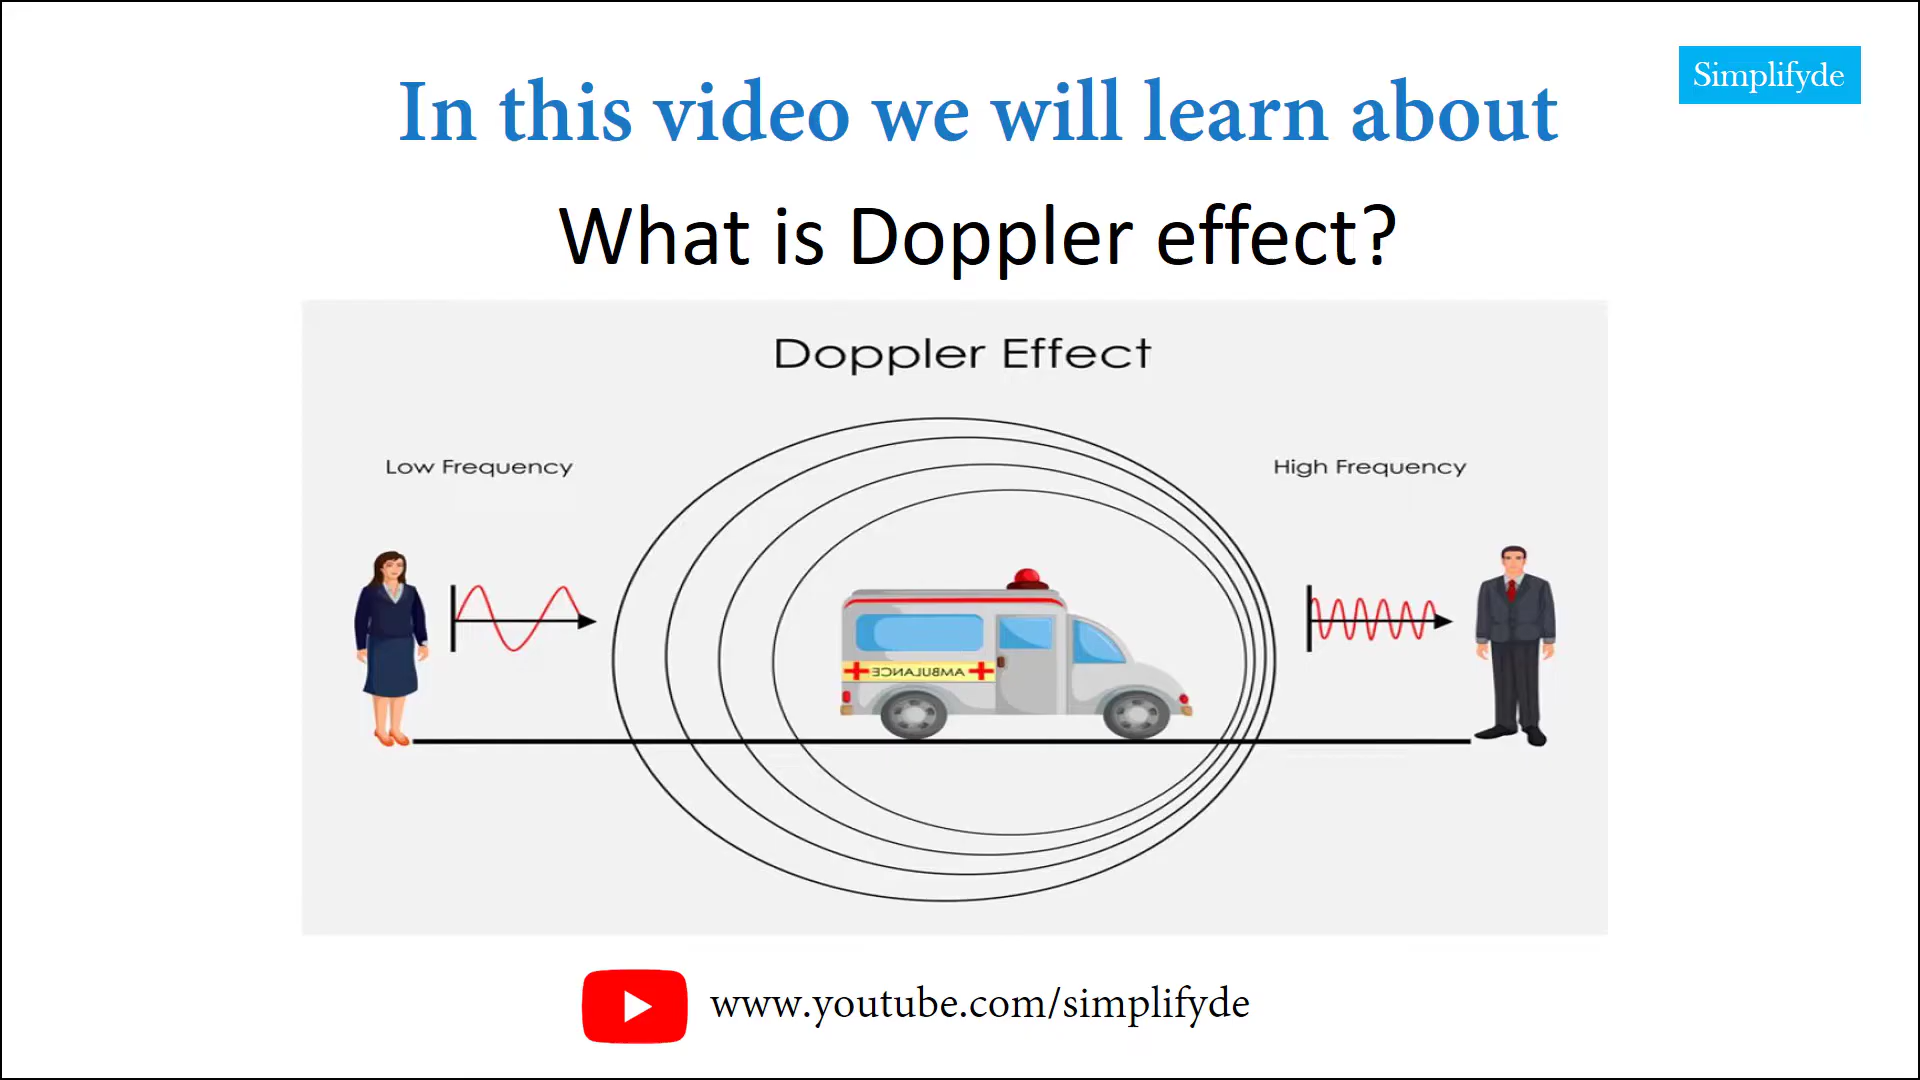 Simplifyde
In this video we will learn about
What is Doppler effect?
Doppler Effect
Low Frequency
High Frequency
AMBULANCE
www.youtube.com/simplifyde